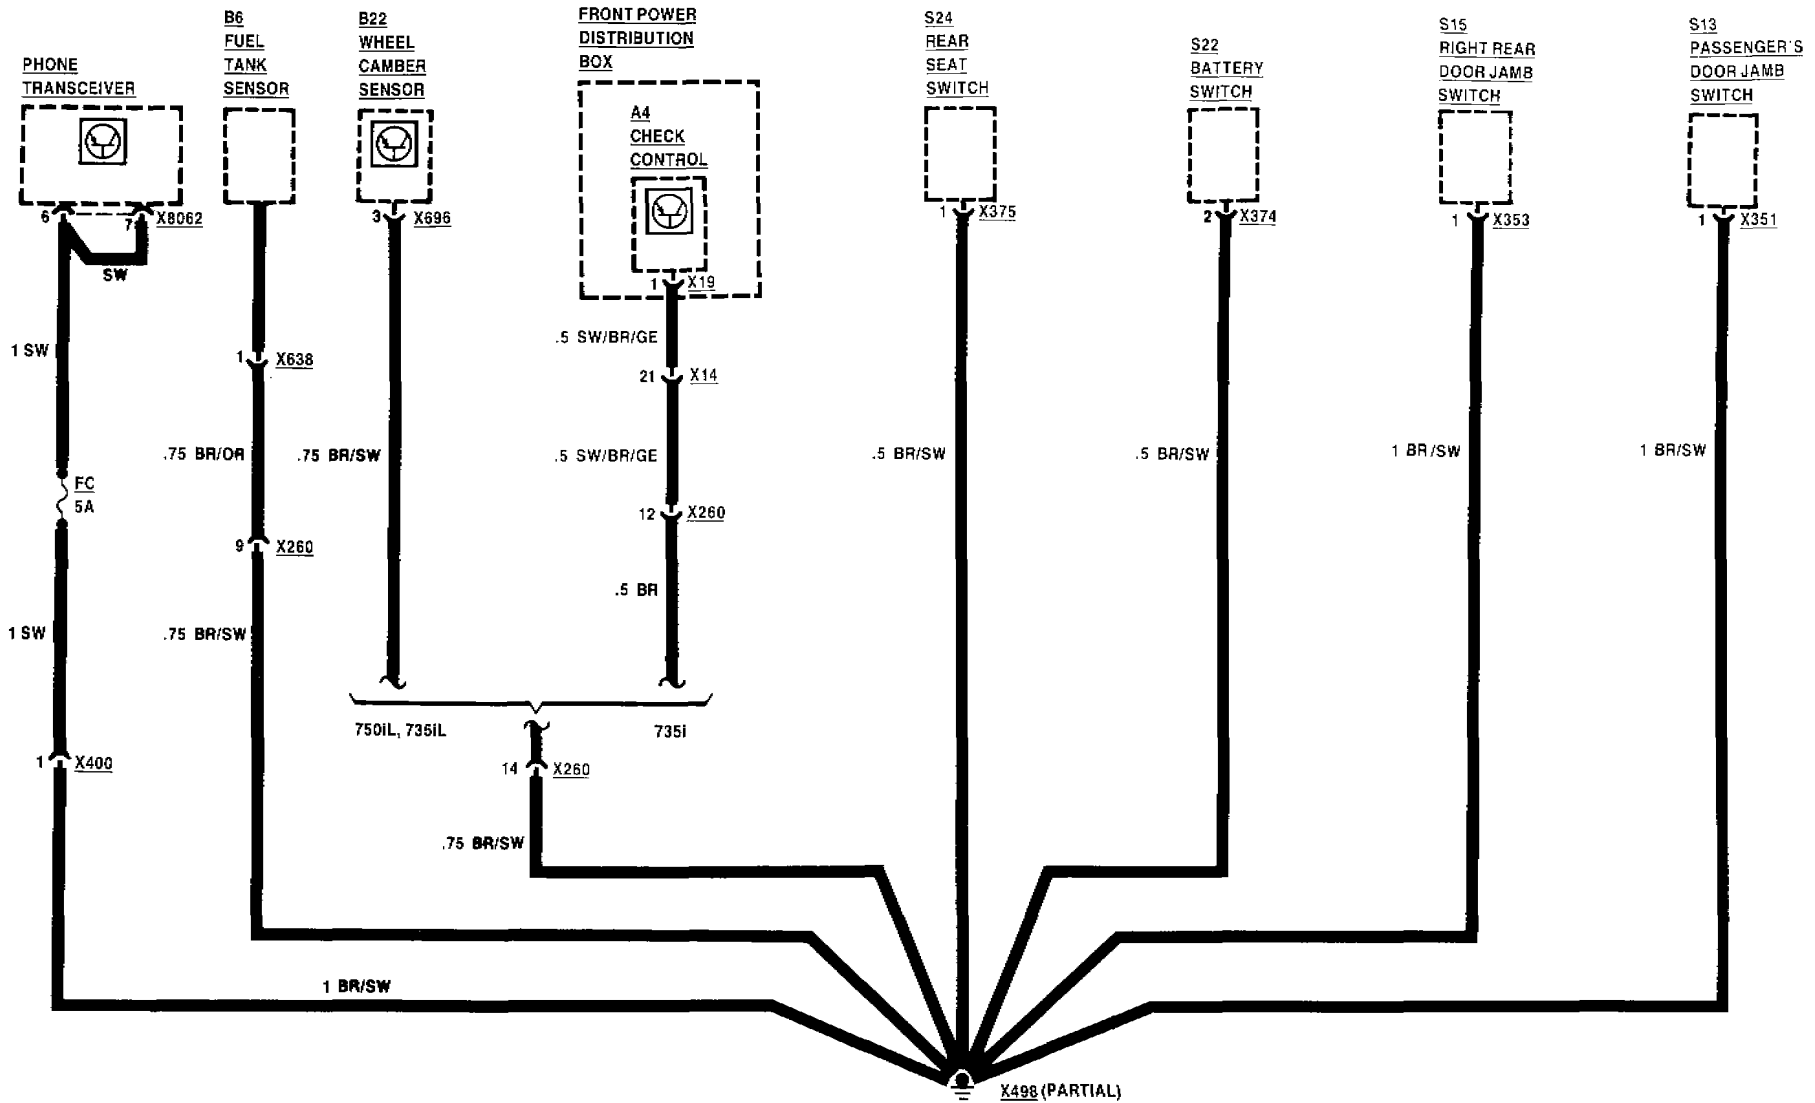 PHONE
TRANSCEIVER
B6
FUEL
TANK
SENSOR
B22
WHEEL
CAMBER
SENSOR
FRONT POWER
DISTRIBUTION
BOX
A4
CHECK
CONTROL
S24
REAR
SEAT
SWITCH
S22
BATTERY
SWITCH
S15
RIGHT REAR
DOOR JAMB
SWITCH
S13
PASSENGER'S
DOOR JAMB
SWITCH
6
7
X8062
3
X696
1
X375
2
X374
1
X353
1
X351
SW
1
X19
.5 SW/BR/GE
1 SW
1
X638
21
X14
.75 BR/OR
.75 BR/SW
.5 SW/BR/GE
.5 BR/SW
.5 BR/SW
1 BR/SW
1 BR/SW
FC
5A
12
X260
9
X260
.5 BR
1 SW
.75 BR/SW
750iL, 735iL
735i
1
X400
14
X260
.75 BR/SW
1 BR/SW
X498 (PARTIAL)